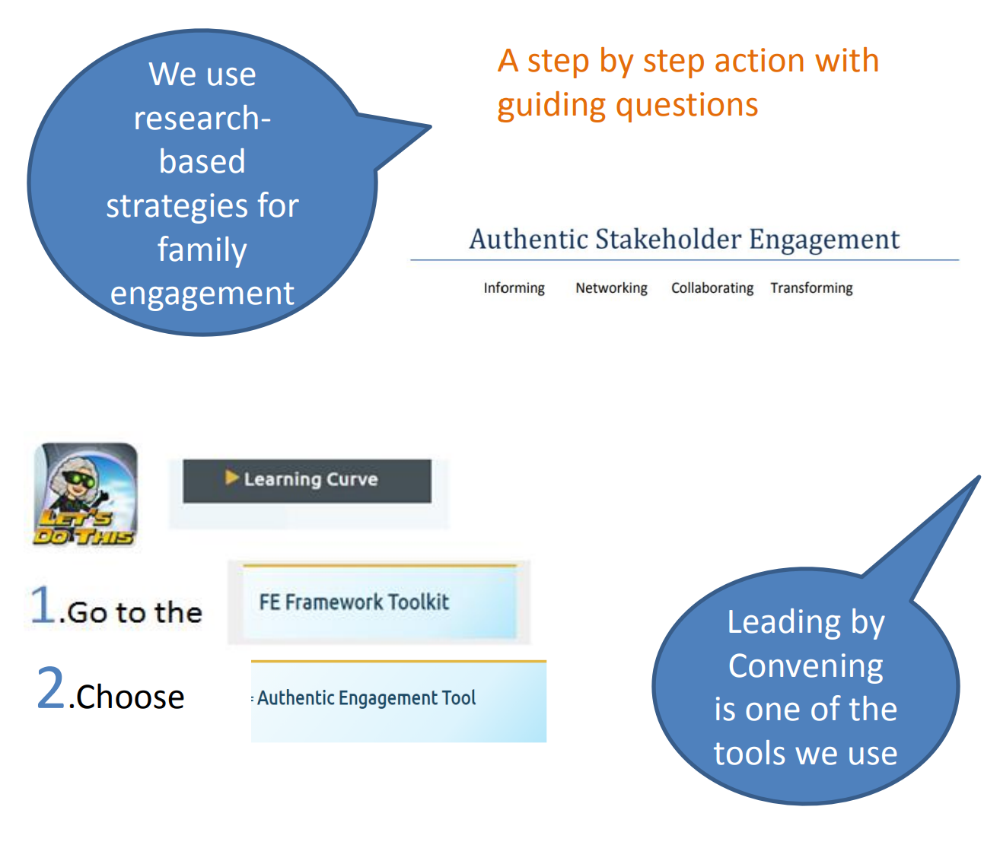 We use
research-
based
strategies for
family
engagement
A step by step action with
guiding questions
Authentic Stakeholder Engagement
Informing Networking Collaborating Transforming
LET'S
DO THIS
Learning Curve
1.Go to the FE Framework Toolkit
2.Choose Authentic Engagement Tool
Leading by
Convening
is one of the
tools we use